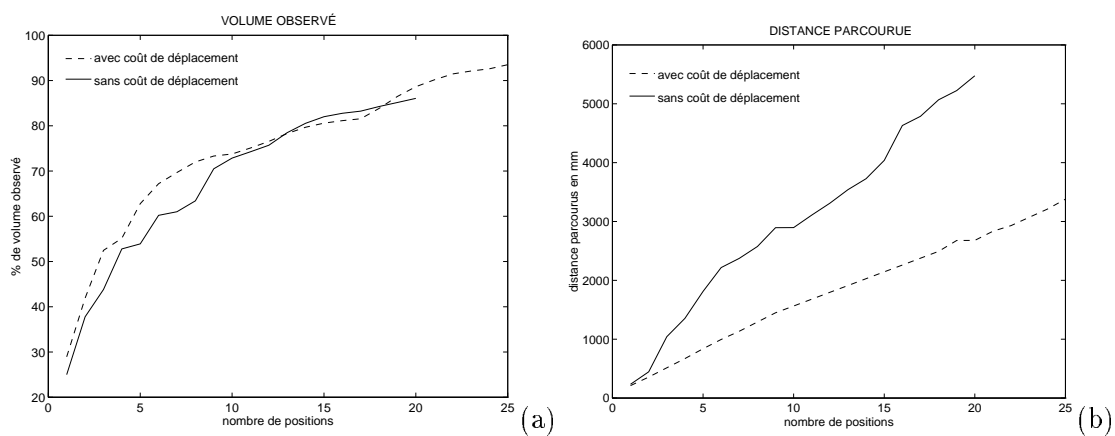 VOLUME OBSERVÉ
100
90
80
70
60
50
40
30
20
% de volume observé
avec coût de déplacement
sans coût de déplacement
0 5 10 15 20 25
nombre de positions
(a)
DISTANCE PARCOURUE
6000
5000
4000
3000
2000
1000
0
distance parcourus en mm
avec coût de déplacement
sans coût de déplacement
0 5 10 15 20 25
nombre de positions
(b)